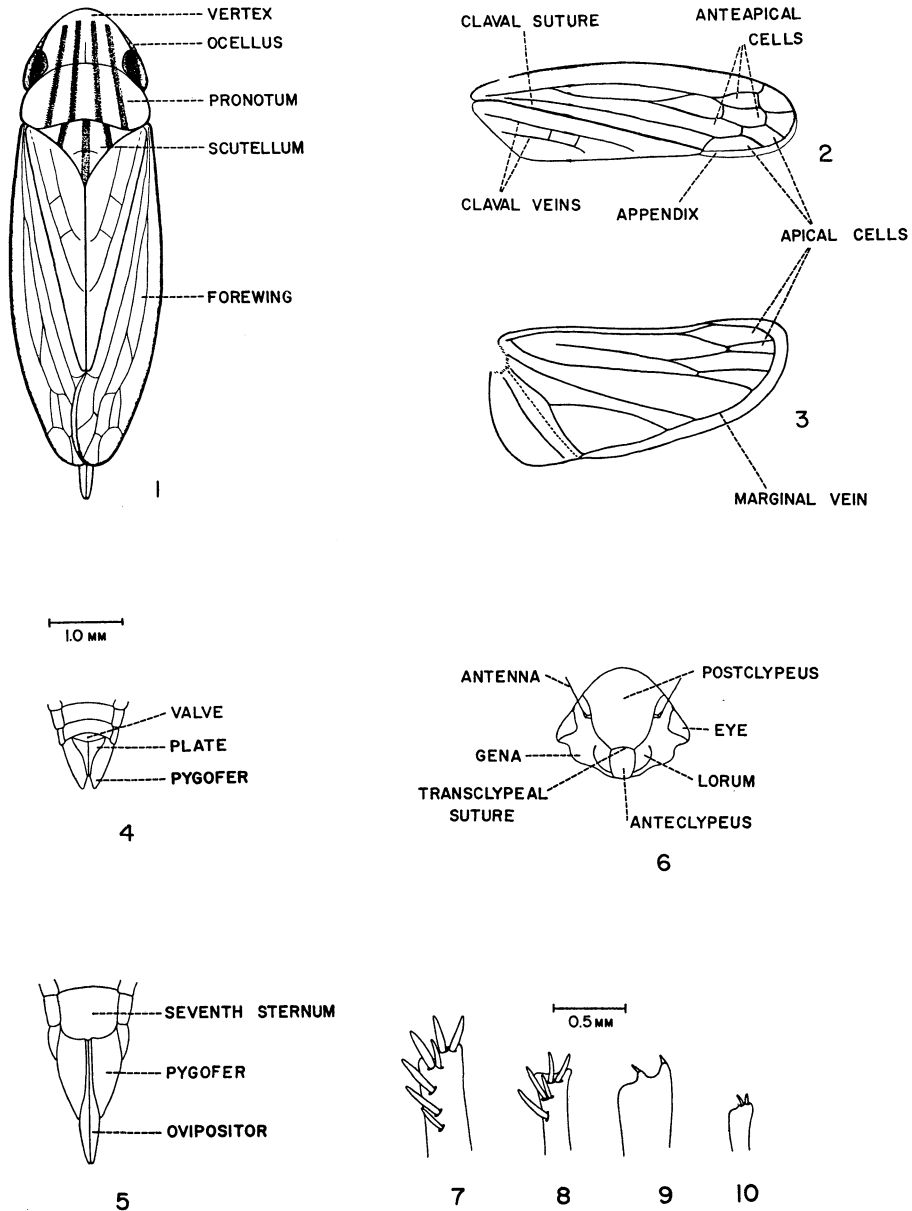 VERTEX
OCELLUS
PRONOTUM
SCUTELLUM
FOREWING
1
CLAVAL SUTURE
ANTEAPICAL
CELLS
2
CLAVAL VEINS
APPENDIX
APICAL CELLS
3
MARGINAL VEIN
1.0 MM
VALVE
PLATE
PYGOFER
4
ANTENNA
POSTCLYPEUS
EYE
GENA
LORUM
TRANSCLYPEAL
SUTURE
ANTECLYPEUS
6
SEVENTH STERNUM
PYGOFER
OVIPOSITOR
5
0.5 MM
7 8 9 10